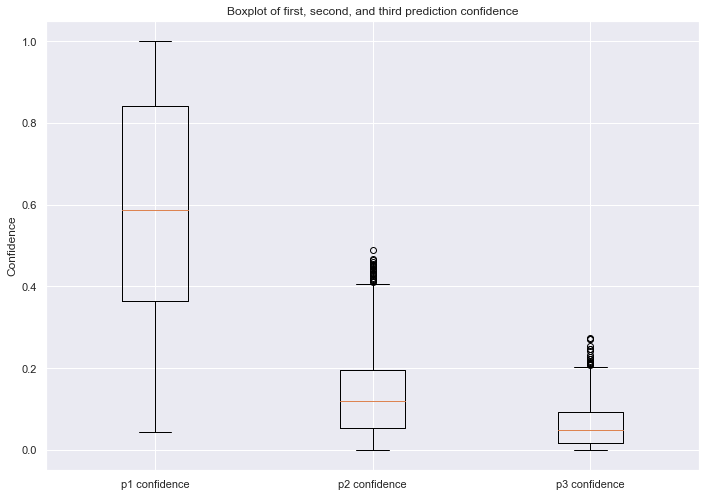 Boxplot of first, second, and third prediction confidence
1.0
0.8
0.6
0.4
0.2
0.0
Confidence
p1 confidence
p2 confidence
p3 confidence